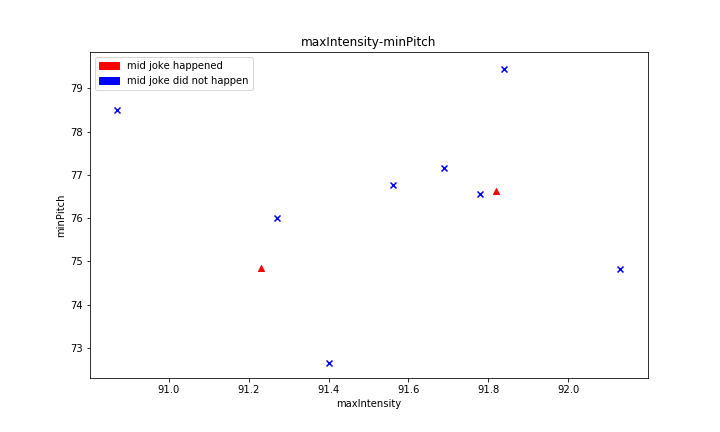 maxIntensity-minPitch
mid joke happened
mid joke did not happen
79
78
77
76
75
74
73
minPitch
91.0 91.2 91.4 91.6 91.8 92.0
maxIntensity